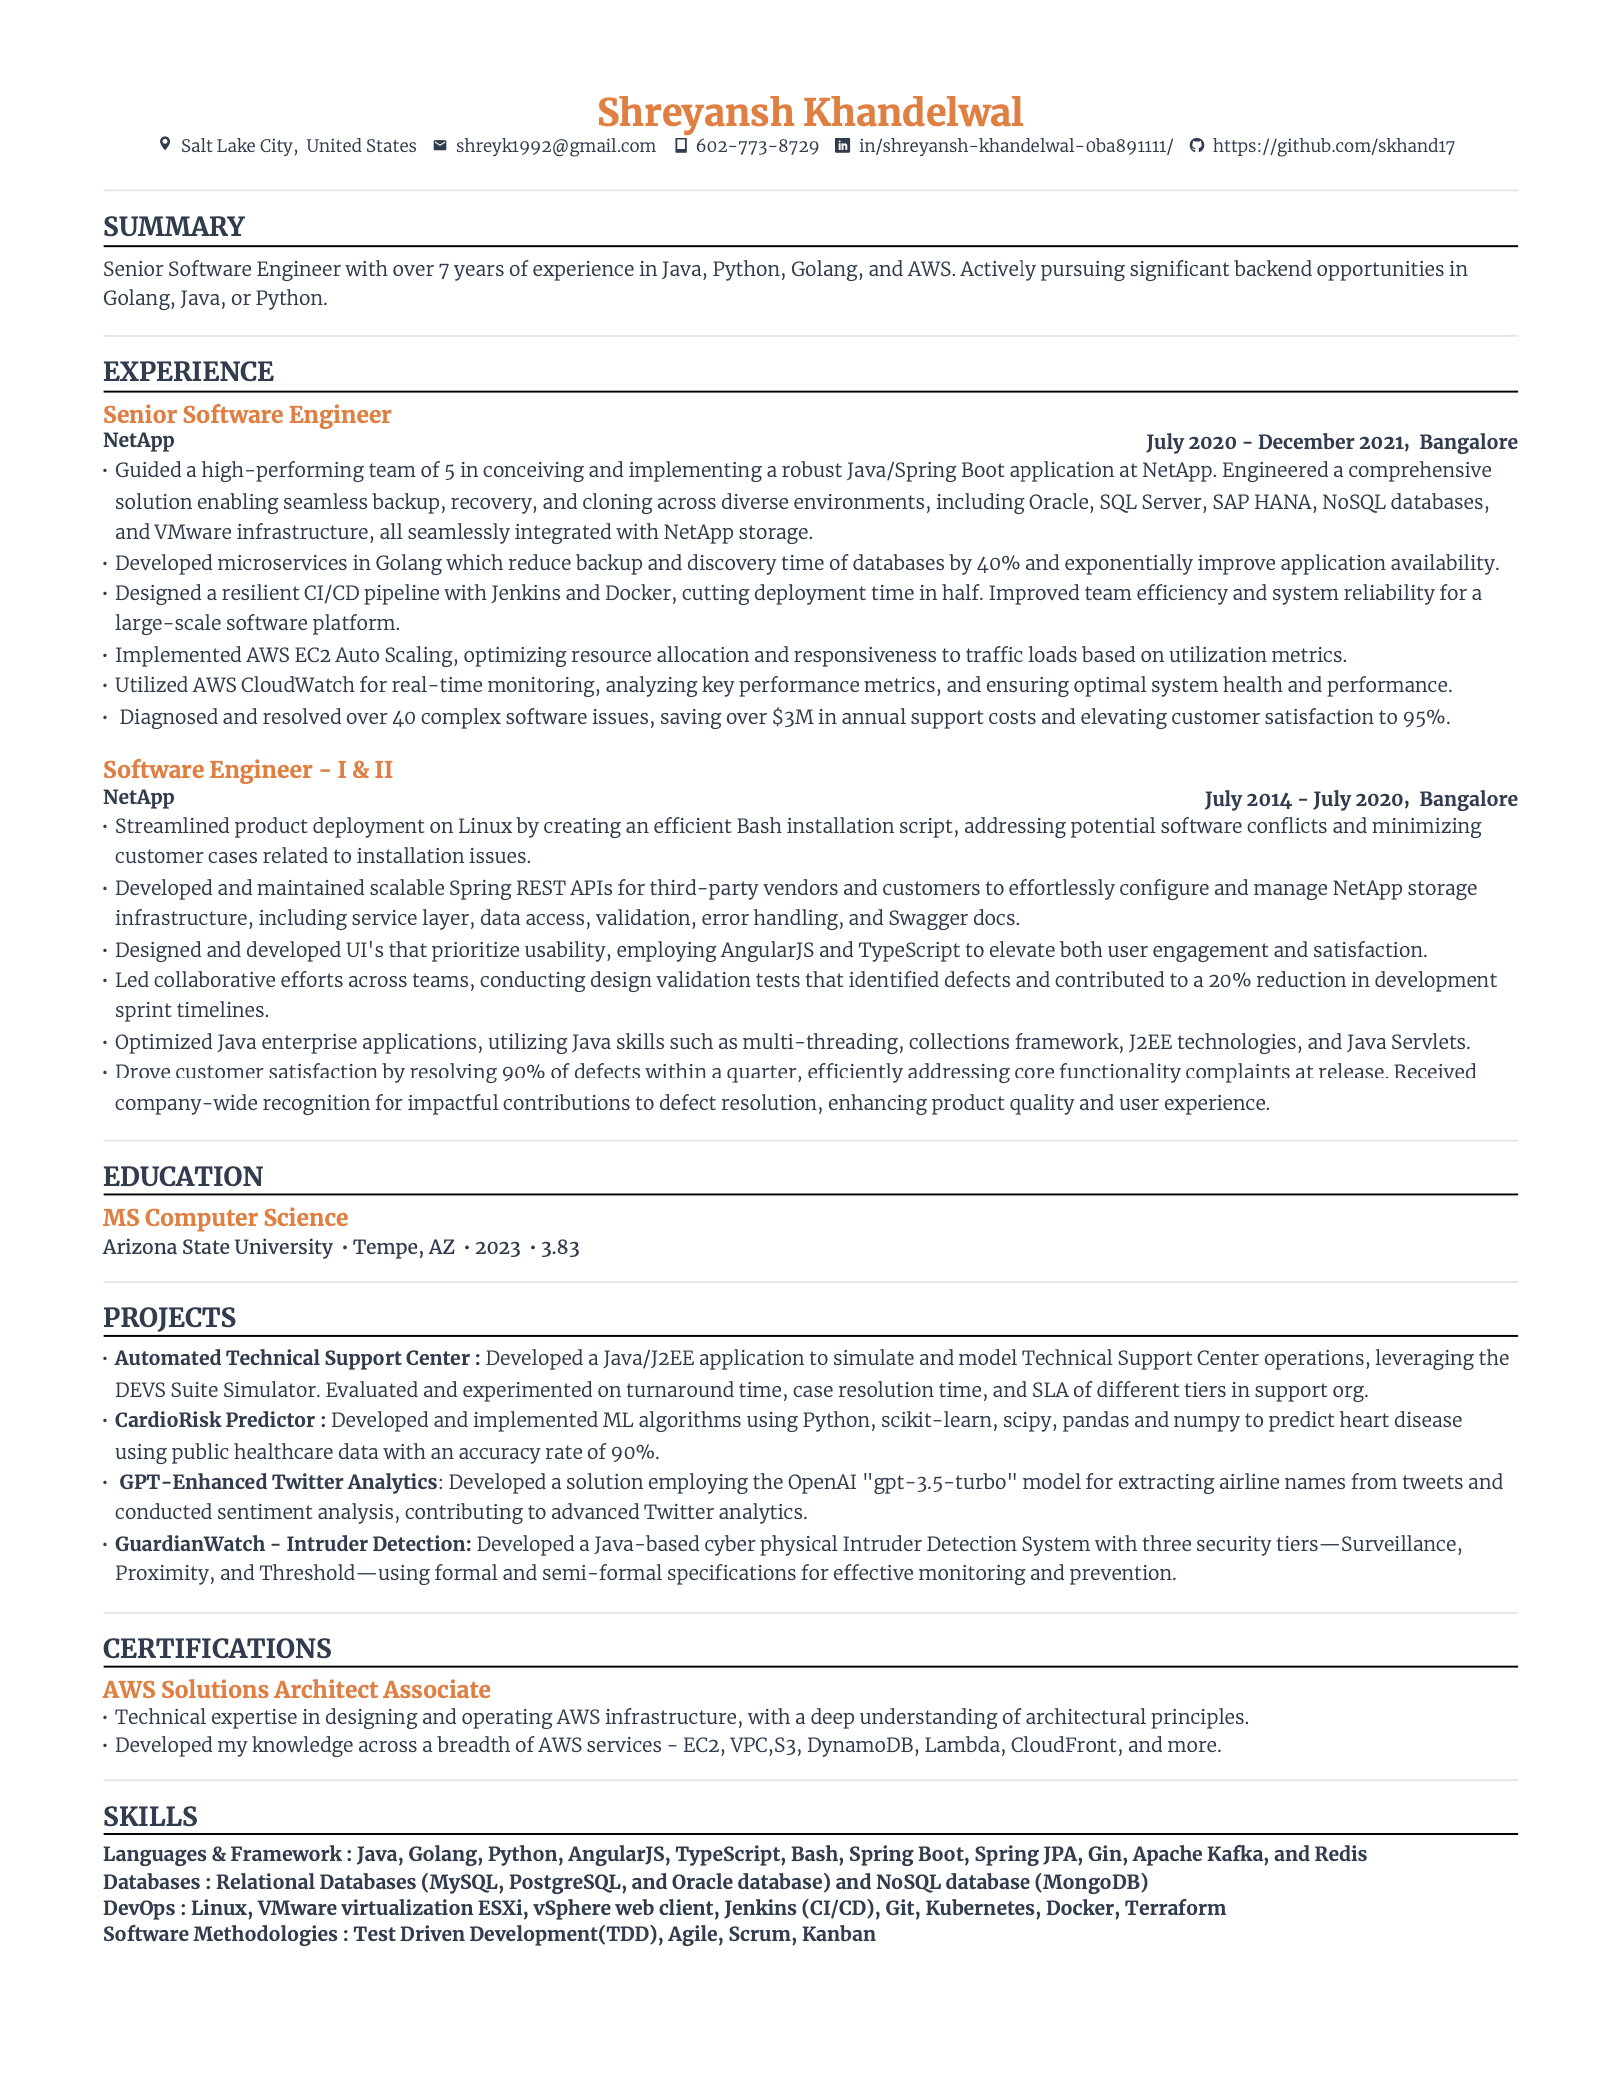 Shreyansh Khandelwal
Salt Lake City, United States shreyk1992@gmail.com 602-773-8729 in/shreyansh-khandelwal-0ba891111/ https://github.com/skhand17
SUMMARY
Senior Software Engineer with over 7 years of experience in Java, Python, Golang, and AWS. Actively pursuing significant backend opportunities in
Golang, Java, or Python.
EXPERIENCE
Senior Software Engineer
NetApp July 2020 - December 2021, Bangalore
• Guided a high-performing team of 5 in conceiving and implementing a robust Java/Spring Boot application at NetApp. Engineered a comprehensive
solution enabling seamless backup, recovery, and cloning across diverse environments, including Oracle, SQL Server, SAP HANA, NoSQL databases,
and VMware infrastructure, all seamlessly integrated with NetApp storage.
• Developed microservices in Golang which reduce backup and discovery time of databases by 40% and exponentially improve application availability.
• Designed a resilient CI/CD pipeline with Jenkins and Docker, cutting deployment time in half. Improved team efficiency and system reliability for a
large-scale software platform.
• Implemented AWS EC2 Auto Scaling, optimizing resource allocation and responsiveness to traffic loads based on utilization metrics.
• Utilized AWS CloudWatch for real-time monitoring, analyzing key performance metrics, and ensuring optimal system health and performance.
• Diagnosed and resolved over 40 complex software issues, saving over $3M in annual support costs and elevating customer satisfaction to 95%.
Software Engineer - I & II
NetApp July 2014 - July 2020, Bangalore
• Streamlined product deployment on Linux by creating an efficient Bash installation script, addressing potential software conflicts and minimizing
customer cases related to installation issues.
• Developed and maintained scalable Spring REST APIs for third-party vendors and customers to effortlessly configure and manage NetApp storage
infrastructure, including service layer, data access, validation, error handling, and Swagger docs.
• Designed and developed UI's that prioritize usability, employing AngularJS and TypeScript to elevate both user engagement and satisfaction.
• Led collaborative efforts across teams, conducting design validation tests that identified defects and contributed to a 20% reduction in development
sprint timelines.
• Optimized Java enterprise applications, utilizing Java skills such as multi-threading, collections framework, J2EE technologies, and Java Servlets.
• Drove customer satisfaction by resolving 90% of defects within a quarter, efficiently addressing core functionality complaints at release. Received
company-wide recognition for impactful contributions to defect resolution, enhancing product quality and user experience.
EDUCATION
MS Computer Science
Arizona State University • Tempe, AZ • 2023 • 3.83
PROJECTS
• Automated Technical Support Center : Developed a Java/J2EE application to simulate and model Technical Support Center operations, leveraging the
DEVS Suite Simulator. Evaluated and experimented on turnaround time, case resolution time, and SLA of different tiers in support org.
• CardioRisk Predictor : Developed and implemented ML algorithms using Python, scikit-learn, scipy, pandas and numpy to predict heart disease
using public healthcare data with an accuracy rate of 90%.
• GPT-Enhanced Twitter Analytics: Developed a solution employing the OpenAI "gpt-3.5-turbo" model for extracting airline names from tweets and
conducted sentiment analysis, contributing to advanced Twitter analytics.
• GuardianWatch - Intruder Detection: Developed a Java-based cyber physical Intruder Detection System with three security tiers—Surveillance,
Proximity, and Threshold—using formal and semi-formal specifications for effective monitoring and prevention.
CERTIFICATIONS
AWS Solutions Architect Associate
• Technical expertise in designing and operating AWS infrastructure, with a deep understanding of architectural principles.
• Developed my knowledge across a breadth of AWS services - EC2, VPC,S3, DynamoDB, Lambda, CloudFront, and more.
SKILLS
Languages & Framework : Java, Golang, Python, AngularJS, TypeScript, Bash, Spring Boot, Spring JPA, Gin, Apache Kafka, and Redis
Databases : Relational Databases (MySQL, PostgreSQL, and Oracle database) and NoSQL database (MongoDB)
DevOps : Linux, VMware virtualization ESXi, vSphere web client, Jenkins (CI/CD), Git, Kubernetes, Docker, Terraform
Software Methodologies : Test Driven Development(TDD), Agile, Scrum, Kanban